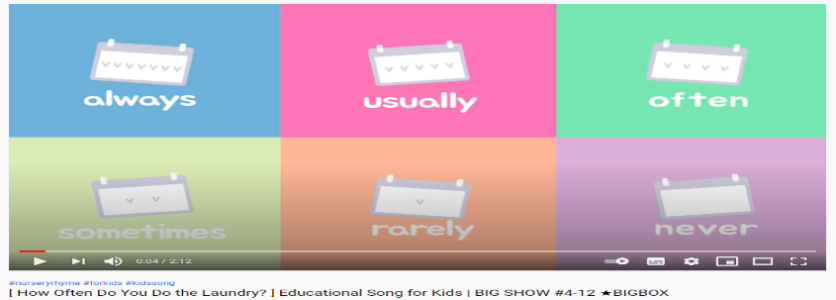 always usually often
sometimes rarely never
0:04 / 2:12
#nurseryrhyme #forkids #kidssong
[ How Often Do You Do the Laundry? ] Educational Song for Kids | BIG SHOW #4-12 ★BIGBOX